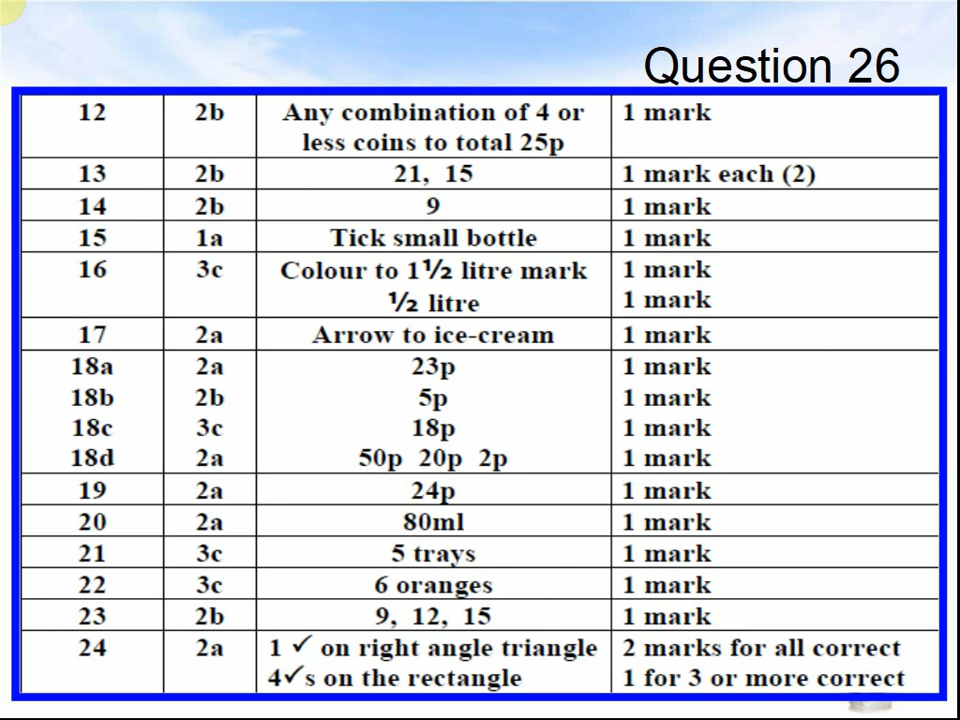 Question 26
12 2b Any combination of 4 or 1 mark
less coins to total 25p
13 2b 21, 15 1 mark each (2)
14 2b 9 1 mark
15 1a Tick small bottle 1 mark
16 3c Colour to 1½ litre mark 1 mark
½ litre 1 mark
17 2a Arrow to ice-cream 1 mark
18a 2a 23p 1 mark
18b 2b 5p 1 mark
18c 3c 18p 1 mark
18d 2a 50p 20p 2p 1 mark
19 2a 24p 1 mark
20 2a 80ml 1 mark
21 3c 5 trays 1 mark
22 3c 6 oranges 1 mark
23 2b 9, 12, 15 1 mark
24 2a 1 ✓ on right angle triangle 2 marks for all correct
4✓s on the rectangle 1 for 3 or more correct